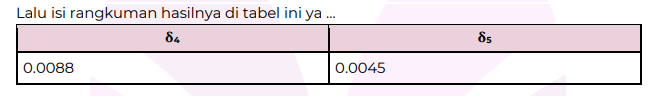 Lalu isi rangkuman hasilnya di tabel ini ya ...
δ₄ δ₅
0.0088 0.0045